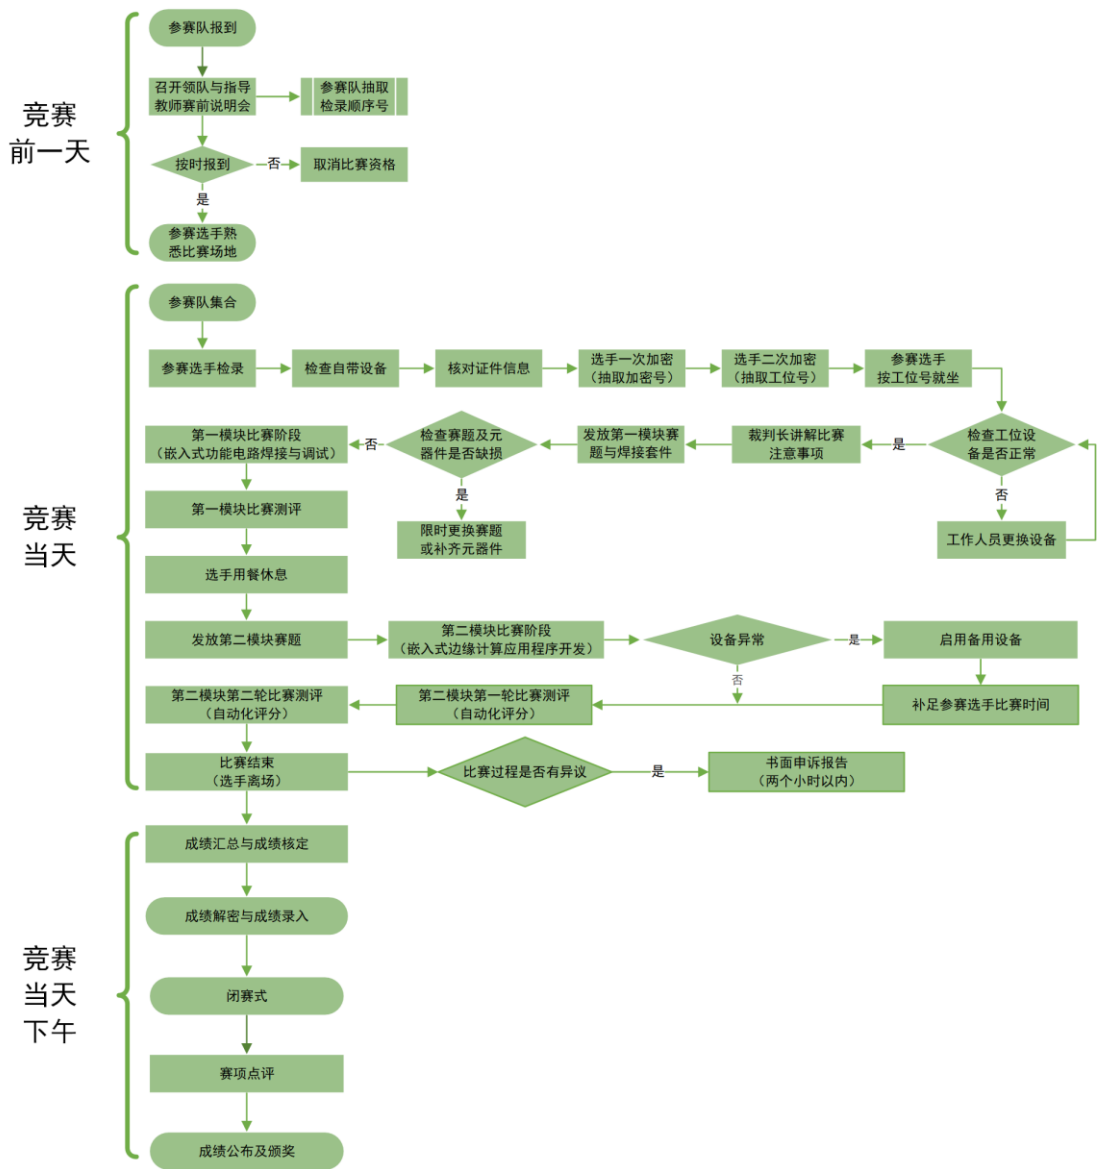 竞赛
前一天
参赛队报到
召开领队与指导
教师赛前说明会
参赛队抽取
检录顺序号
按时报到
否
取消比赛资格
是
参赛选手熟
悉比赛场地
竞赛
当天
参赛队集合
参赛选手检录
检查自带设备
核对证件信息
选手一次加密
（抽取加密号）
选手二次加密
（抽取工位号）
参赛选手
按工位号就坐
检查工位设
备是否正常
否
工作人员更换设备
是
裁判长讲解比赛
注意事项
发放第一模块赛
题与焊接套件
检查赛题及元
器件是否缺损
是
限时更换赛题
或补齐元器件
否
第一模块比赛阶段
（嵌入式功能电路焊接与调试）
第一模块比赛测评
选手用餐休息
发放第二模块赛题
第二模块比赛阶段
（嵌入式边缘计算应用程序开发）
设备异常
是
启用备用设备
否
补足参赛选手比赛时间
第二模块第一轮比赛测评
（自动化评分）
第二模块第二轮比赛测评
（自动化评分）
比赛结束
（选手离场）
比赛过程是否有异议
是
书面申诉报告
（两个小时以内）
竞赛
当天
下午
成绩汇总与成绩核定
成绩解密与成绩录入
闭赛式
赛项点评
成绩公布及颁奖